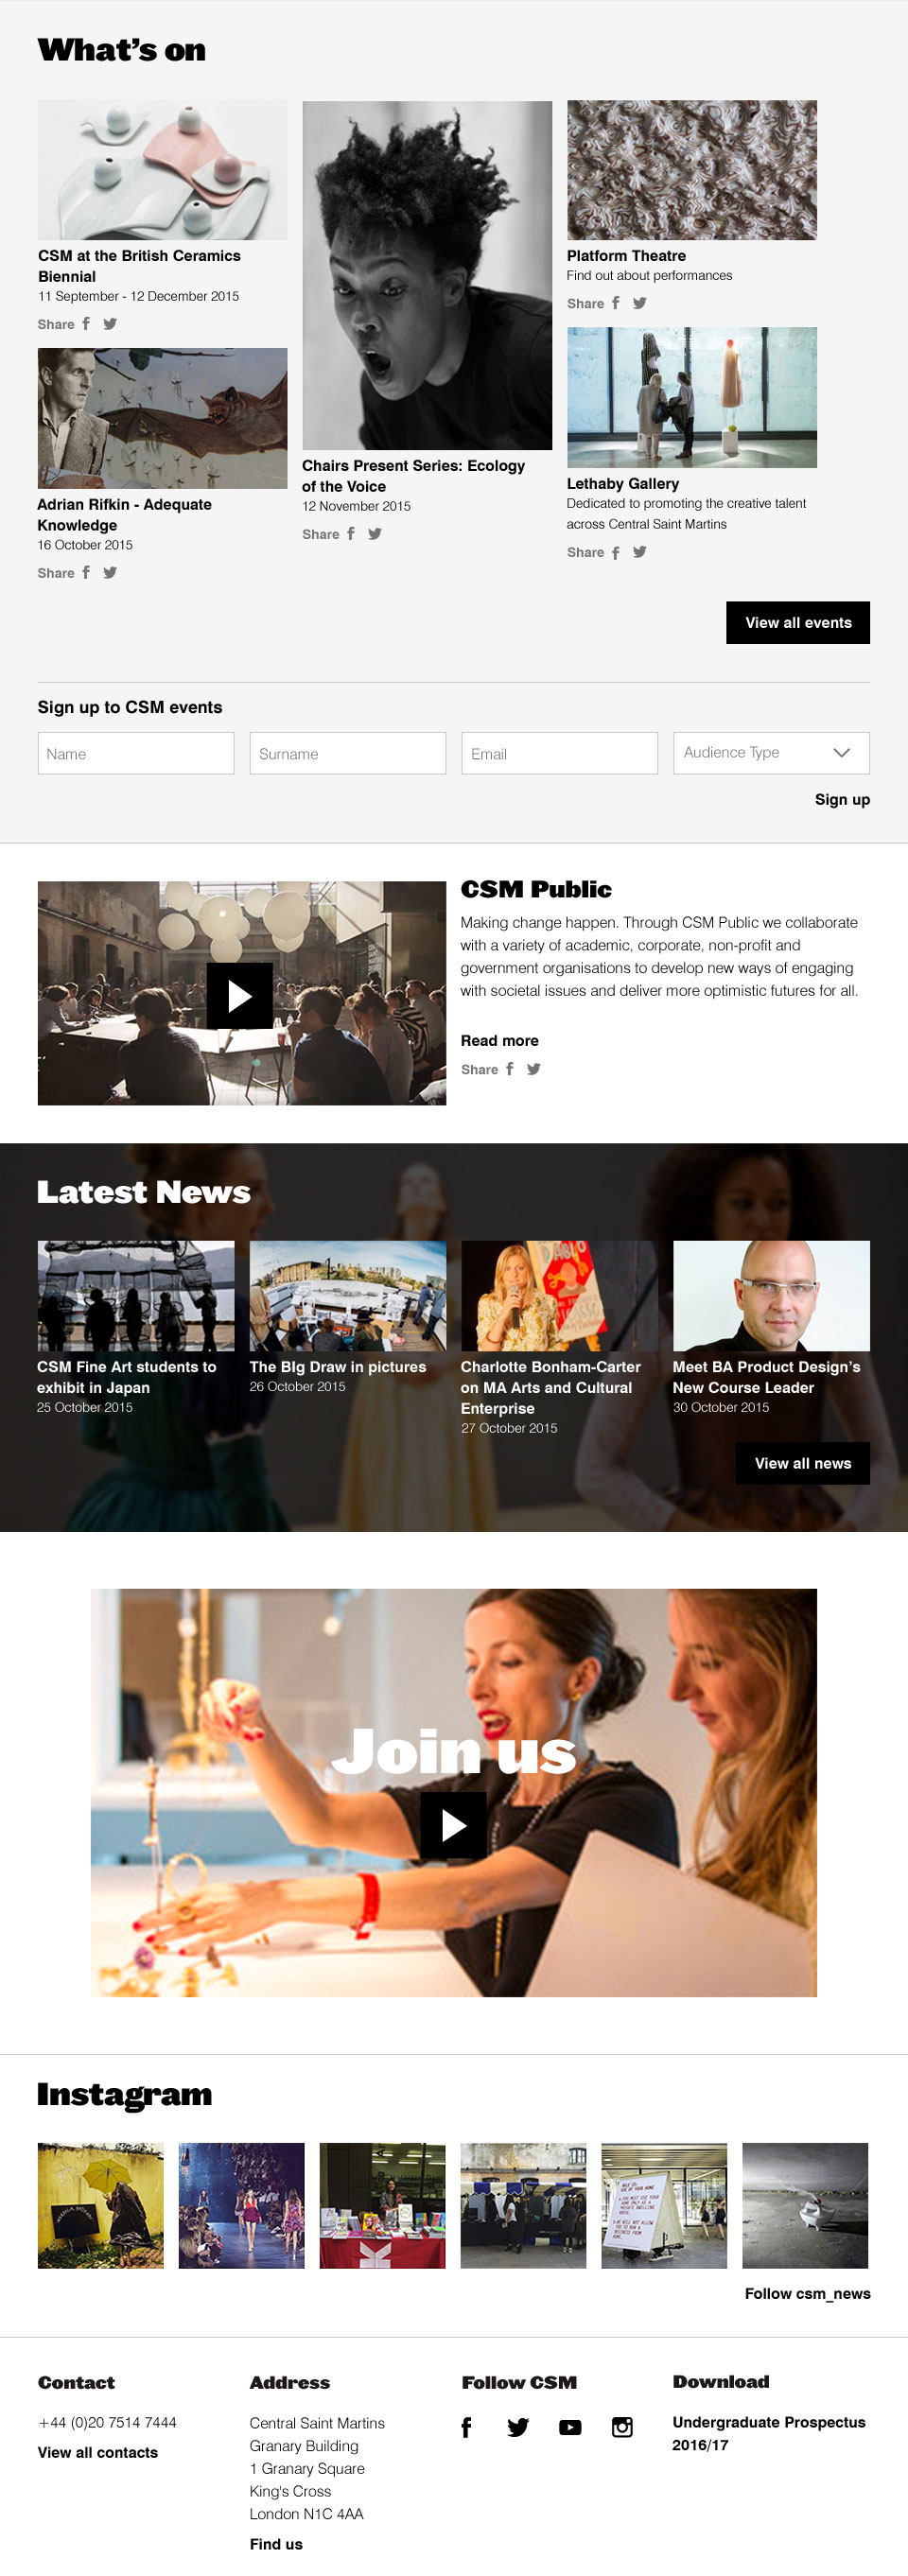 What's on
CSM at the British Ceramics
Biennial
11 September - 12 December 2015
Share
Adrian Rifkin - Adequate
Knowledge
16 October 2015
Share
Chairs Present Series: Ecology
of the Voice
12 November 2015
Share
Platform Theatre
Find out about performances
Share
Lethaby Gallery
Dedicated to promoting the creative talent
across Central Saint Martins
Share
View all events
Sign up to CSM events
Name
Surname
Email
Audience Type
Sign up
CSM Public
Making change happen. Through CSM Public we collaborate
with a variety of academic, corporate, non-profit and
government organisations to develop new ways of engaging
with societal issues and deliver more optimistic futures for all.
Read more
Share
Latest News
CSM Fine Art students to
exhibit in Japan
25 October 2015
The BIg Draw in pictures
26 October 2015
Charlotte Bonham-Carter
on MA Arts and Cultural
Enterprise
27 October 2015
Meet BA Product Design's
New Course Leader
30 October 2015
View all news
Join us
Instagram
Follow csm_news
Contact
+44 (0)20 7514 7444
View all contacts
Address
Central Saint Martins
Granary Building
1 Granary Square
King's Cross
London N1C 4AA
Find us
Follow CSM
Download
Undergraduate Prospectus
2016/17